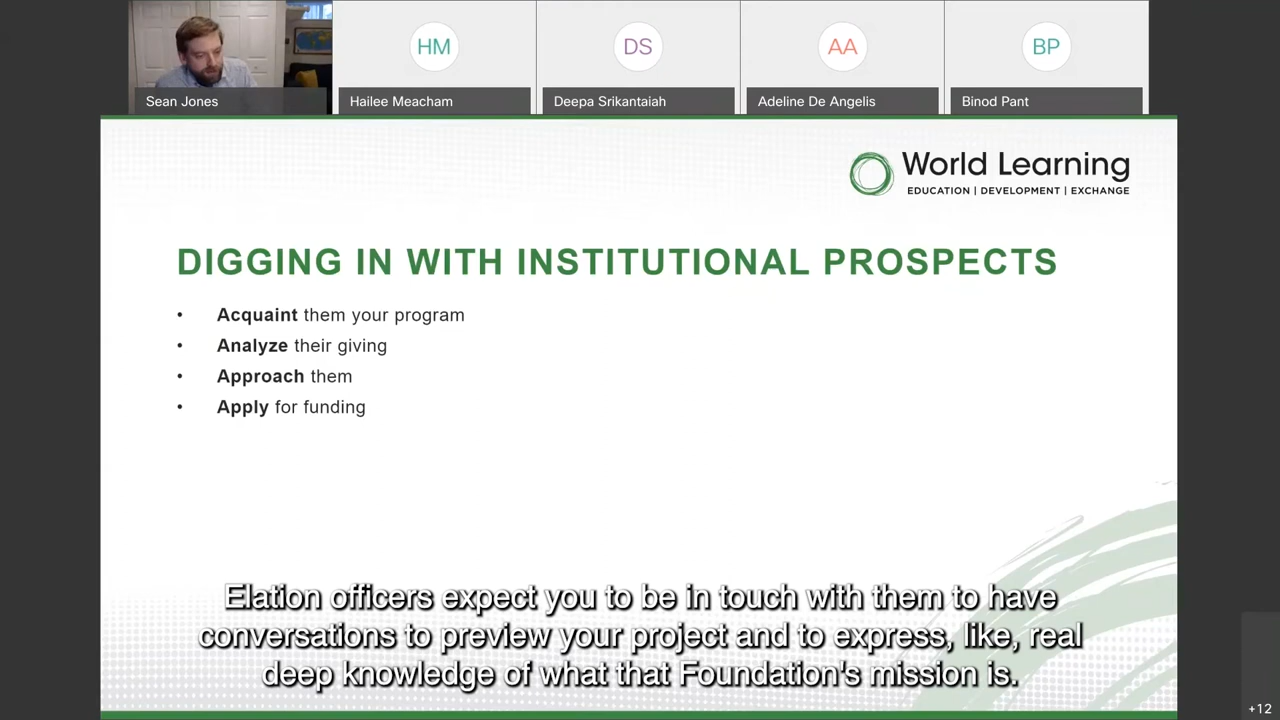 HM
DS
AA
BP
Sean Jones
Hailee Meacham
Deepa Srikantaiah
Adeline De Angelis
Binod Pant
World Learning
EDUCATION | DEVELOPMENT | EXCHANGE
DIGGING IN WITH INSTITUTIONAL PROSPECTS
• Acquaint them your program
• Analyze their giving
• Approach them
• Apply for funding
Elation officers expect you to be in touch with them to have
conversations to preview your project and to express, like, real
deep knowledge of what that Foundation's mission is.
+12